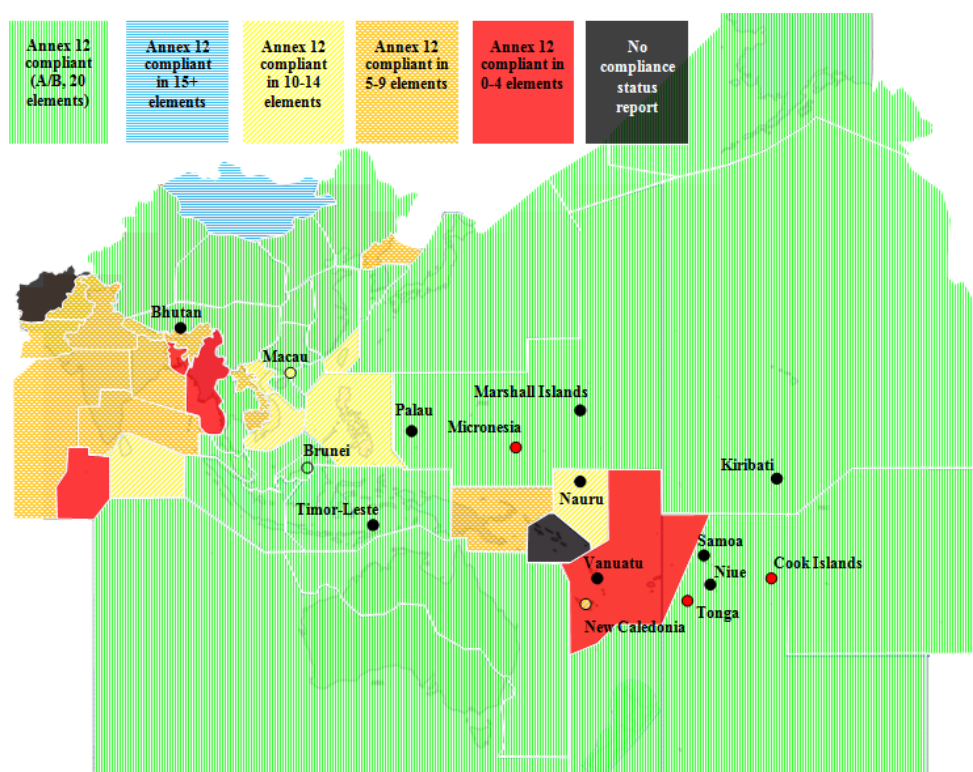 Annex 12
compliant
(A/B, 20
elements)
Annex 12
compliant
in 15+
elements
Annex 12
compliant
in 10-14
elements
Annex 12
compliant in
5-9 elements
Annex 12
compliant in
0-4 elements
No
compliance
status
report
Bhutan
Macau
Marshall Islands
Palau
Micronesia
Brunei
Kiribati
Nauru
Timor-Leste
Samoa
Vanuatu
Niue
Cook Islands
Tonga
New Caledonia